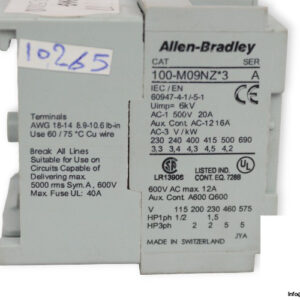 10265
Terminals
AWG 18-14 8.9-10.6 lb-in
Use 60 / 75 °C Cu wire
Break All Lines
Suitable for Use on
Circuits Capable of
Delivering max.
5000 rms Sym.A , 600V
Max. Fuse UL: 40A
Allen-Bradley
CAT SER
100-M09NZ*3 A
IEC / EN
60947-4-1/-5-1
Uimp= 6kV
AC-1 500V 20A
Aux. Cont. AC-12 16A
AC-3 V / kW
230 240 400 415 500 690
3,3 4,4 4,5 4,2
LISTED IND.
CONT. EQ. 7288
LR13908
600V AC max. 12A
Aux. Cont. A600 Q600
V 115 200 230 460 575
HP1ph 1/2 1,5
HP3ph 2 2 5 5
MADE IN SWITZERLAND JYA